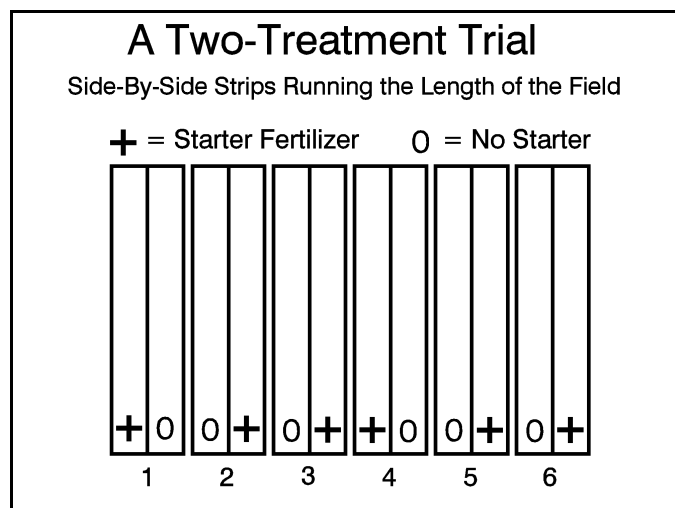 A Two-Treatment Trial
Side-By-Side Strips Running the Length of the Field
+ = Starter Fertilizer 0 = No Starter
+ 0 0 + 0 + + 0 0 + 0 +
1 2 3 4 5 6